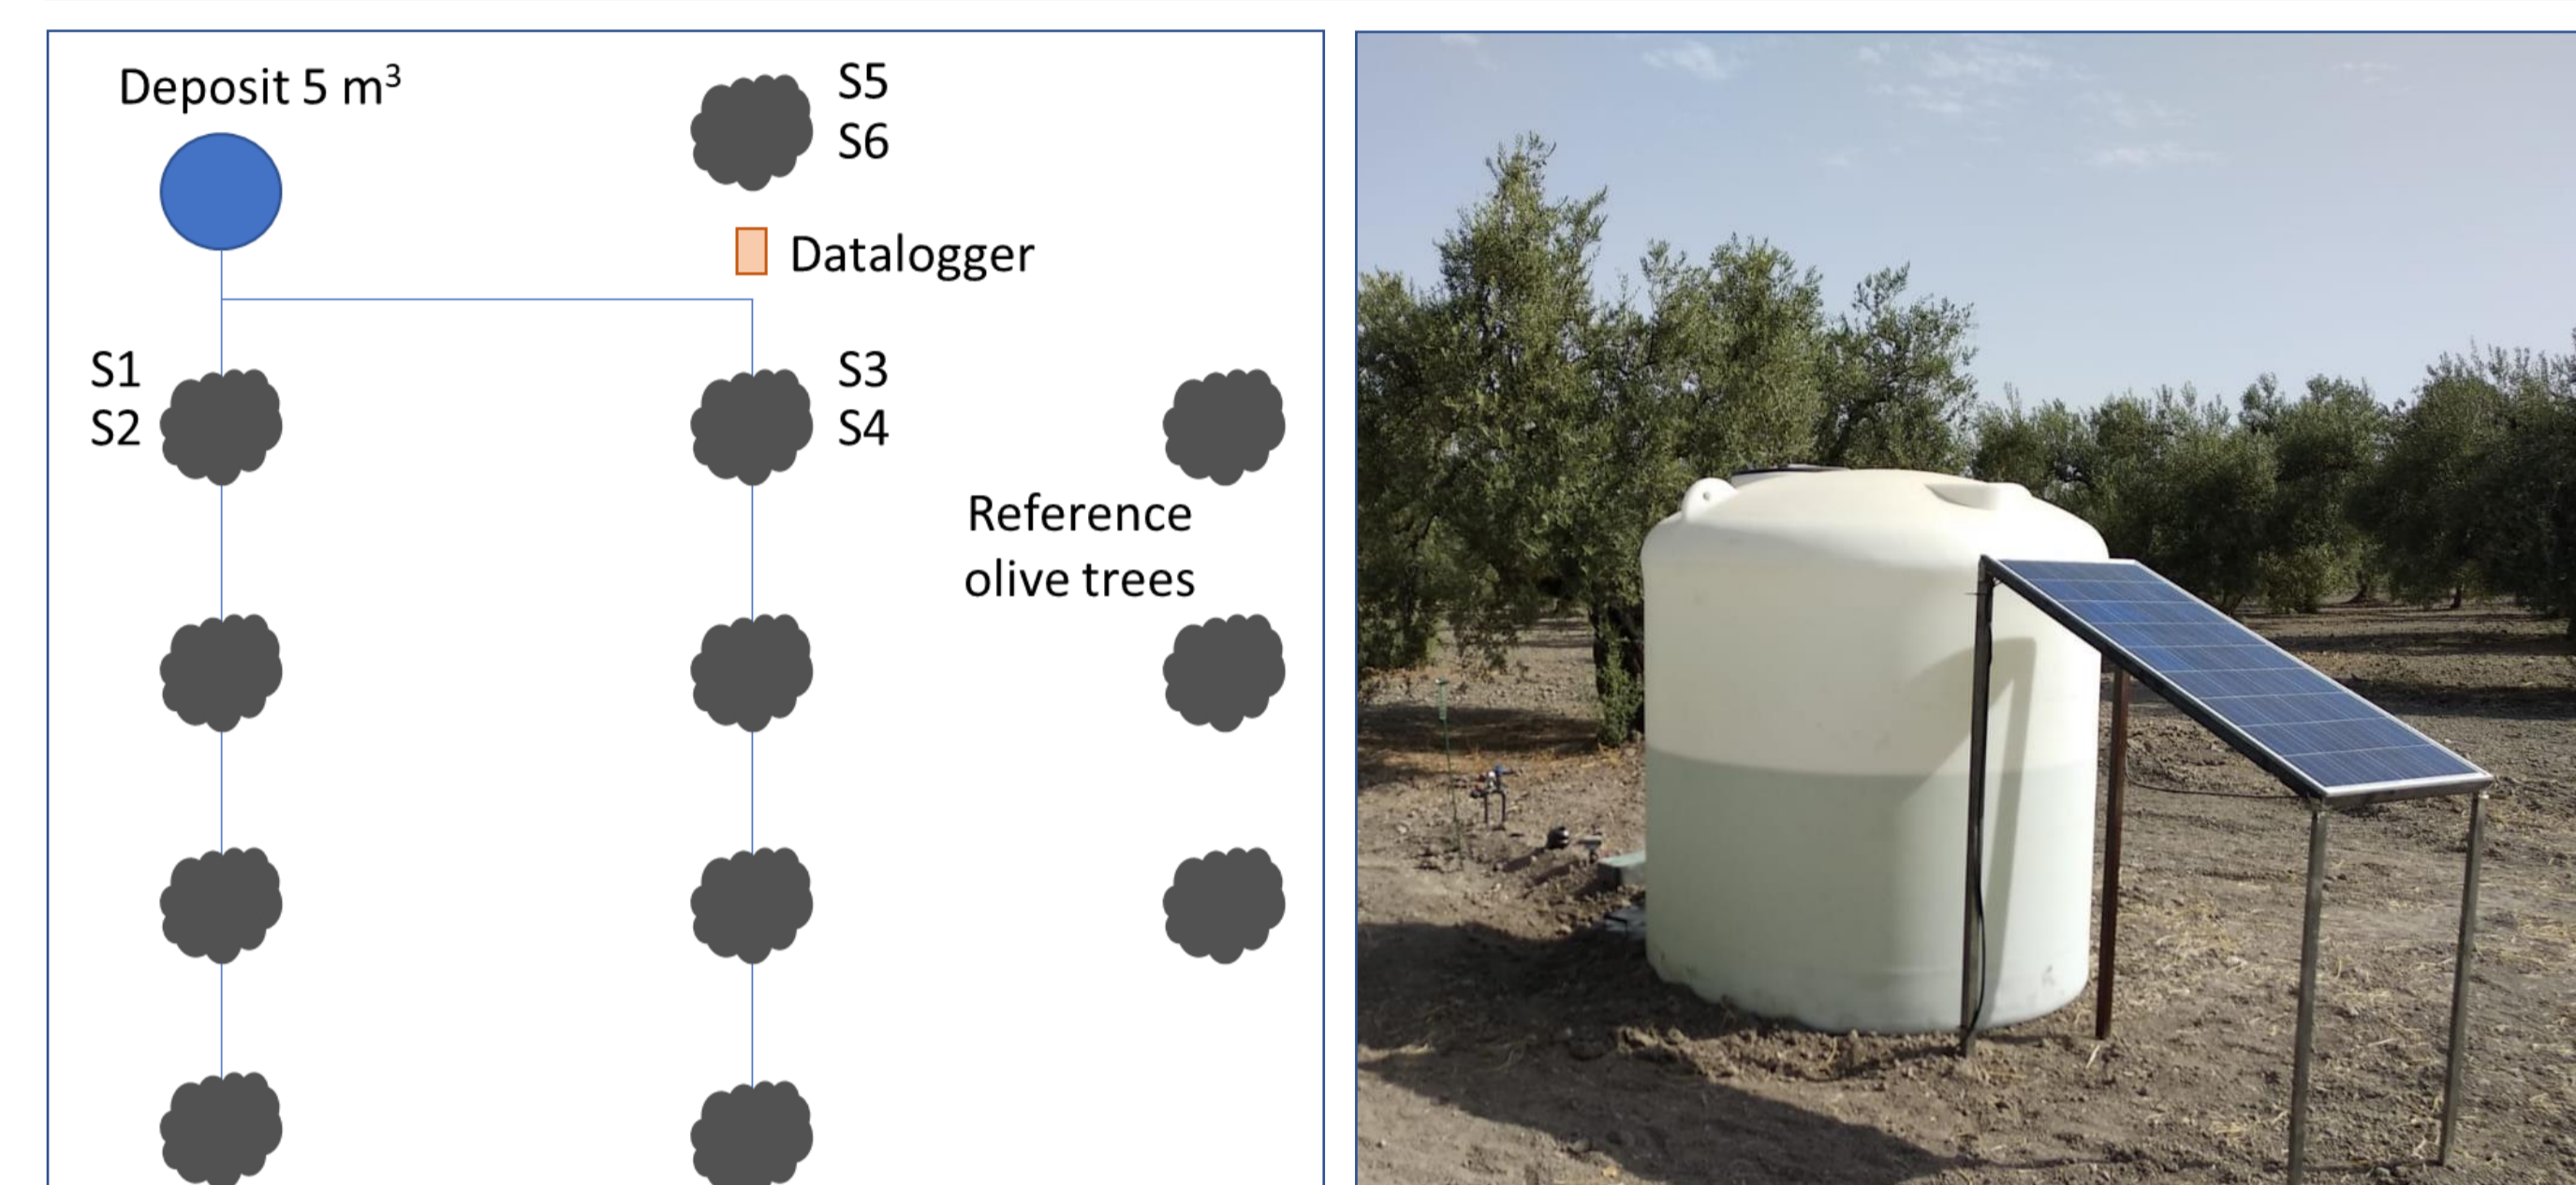 Deposit 5 m³
S5
S6
Datalogger
S1
S2
S3
S4
Reference
olive trees